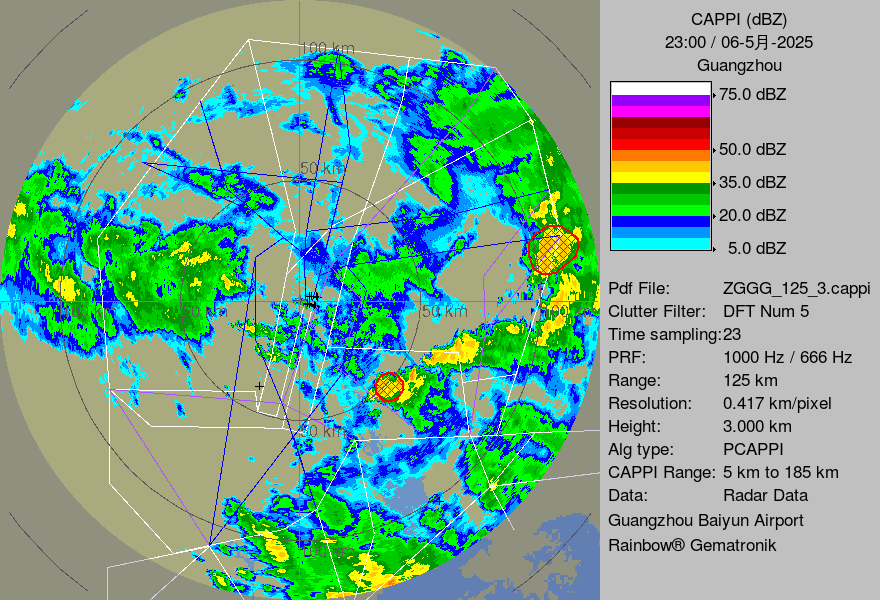 CAPPI (dBZ)
23:00 / 06-5月-2025
Guangzhou
75.0 dBZ
50.0 dBZ
35.0 dBZ
20.0 dBZ
5.0 dBZ
Pdf File: ZGGG_125_3.cappi
Clutter Filter: DFT Num 5
Time sampling:23
PRF: 1000 Hz / 666 Hz
Range: 125 km
Resolution: 0.417 km/pixel
Height: 3.000 km
Alg type: PCAPPI
CAPPI Range: 5 km to 185 km
Data: Radar Data
Guangzhou Baiyun Airport
Rainbow® Gematronik
100 km
50 km
50 km
50 km
100 km